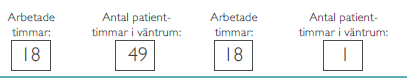 Arbetade Antal patient- Arbetade Antal patient-
timmar: timmar i väntrum: timmar: timmar i väntrum:
18 49 18 1